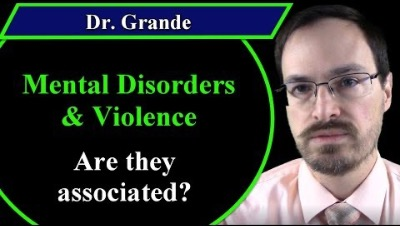 Dr. Grande
Mental Disorders
& Violence
Are they
associated?